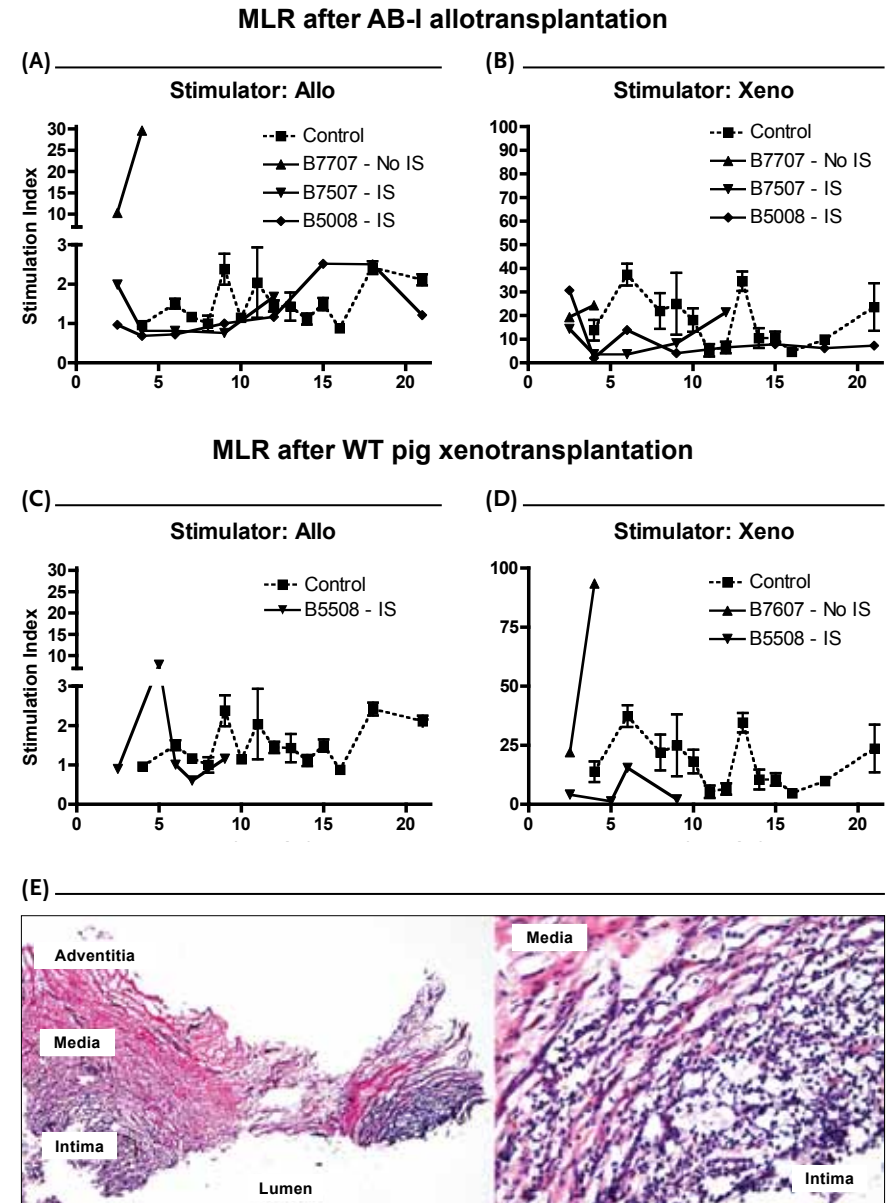 MLR after AB-I allotransplantation
(A)
Stimulator: Allo
Stimulation Index
30
25
20
15
10
3
2
1
0
0 5 10 15 20
Control
B7707 - No IS
B7507 - IS
B5008 - IS
(B)
Stimulator: Xeno
100
90
80
70
60
50
40
30
20
10
0
0 5 10 15 20
Control
B7707 - No IS
B7507 - IS
B5008 - IS
MLR after WT pig xenotransplantation
(C)
Stimulator: Allo
Stimulation Index
30
25
20
15
10
3
2
1
0
0 5 10 15 20
Control
B5508 - IS
(D)
Stimulator: Xeno
100
75
50
25
0
0 5 10 15 20
Control
B7607 - No IS
B5508 - IS
(E)
Adventitia
Media
Intima
Lumen
Media
Intima